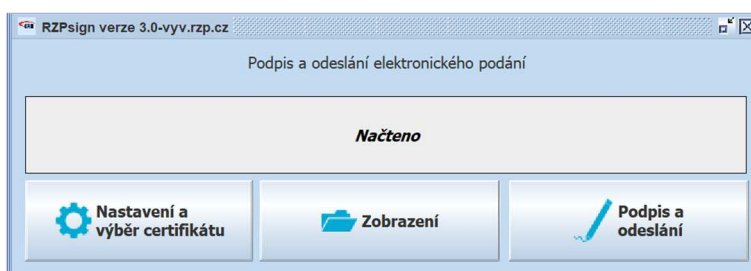 RZPsign verze 3.0-vyv.rzp.cz
Podpis a odeslání elektronického podání
Načteno
Nastavení a
výběr certifikátu
Zobrazení
Podpis a
odeslání